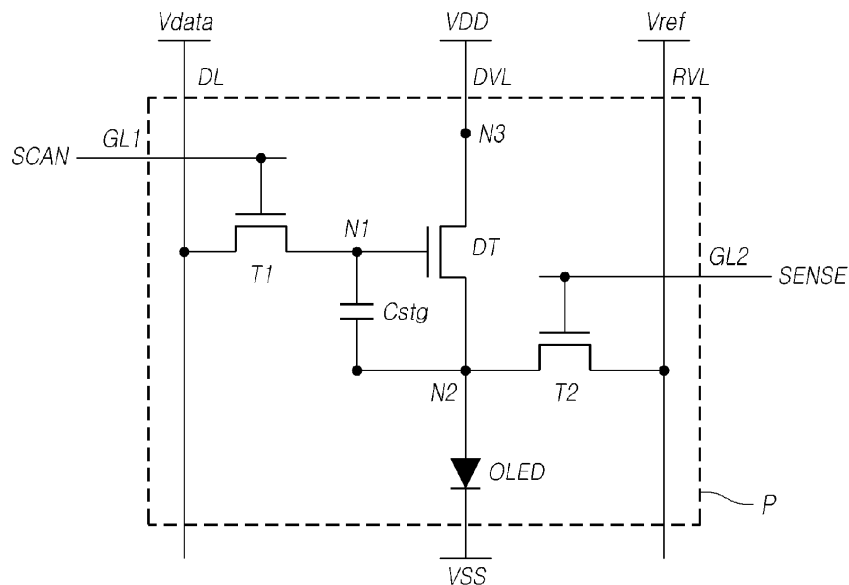 Vdata
VDD
Vref
DL
DVL
RVL
N3
GL1
SCAN
N1
DT
T1
GL2
SENSE
Cstg
N2
T2
OLED
P
VSS